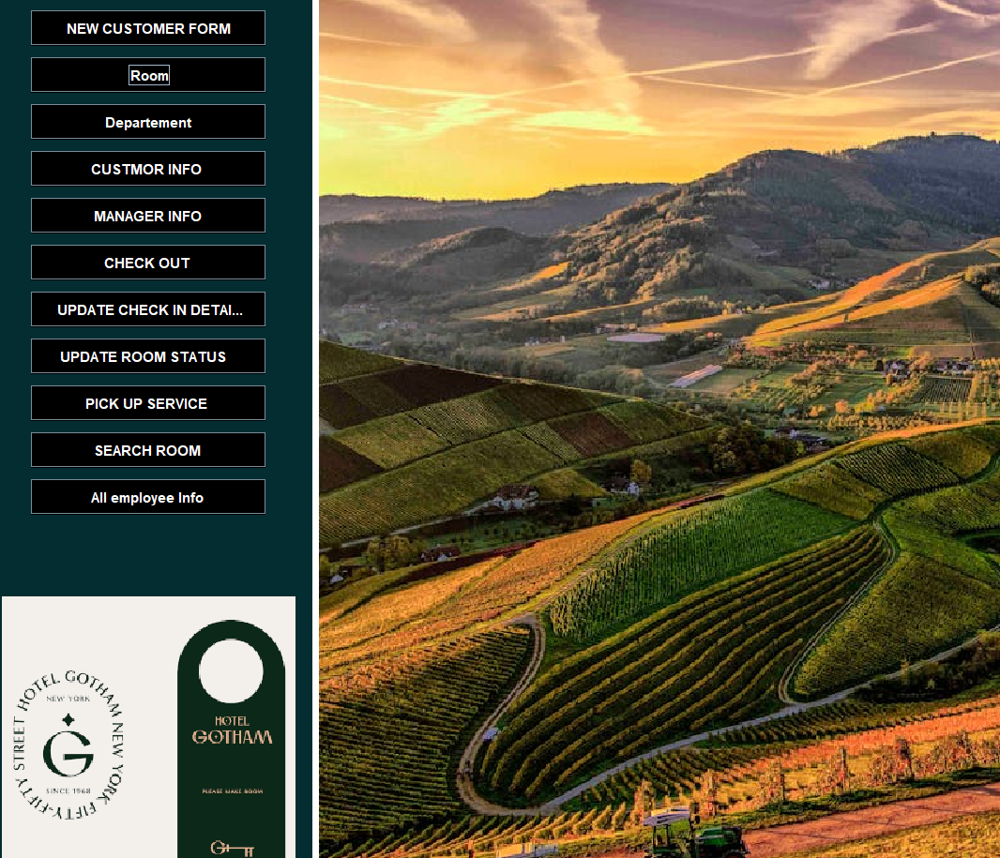 NEW CUSTOMER FORM
Room
Departement
CUSTMOR INFO
MANAGER INFO
CHECK OUT
UPDATE CHECK IN DETAI...
UPDATE ROOM STATUS
PICK UP SERVICE
SEARCH ROOM
All employee Info
HOTEL GOTHAM NEW YORK FIFTY-FIFTY STREET
NEW YORK
G
SINCE 1968
HOTEL
GOTHAM
PLEASE MAKE ROOM